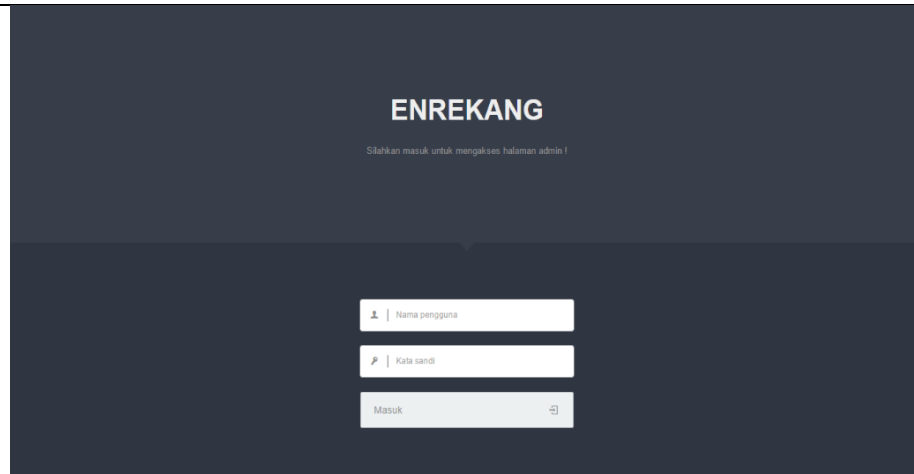 ENREKANG
Silahkan masuk untuk mengakses halaman admin !
Nama pengguna
Kata sandi
Masuk